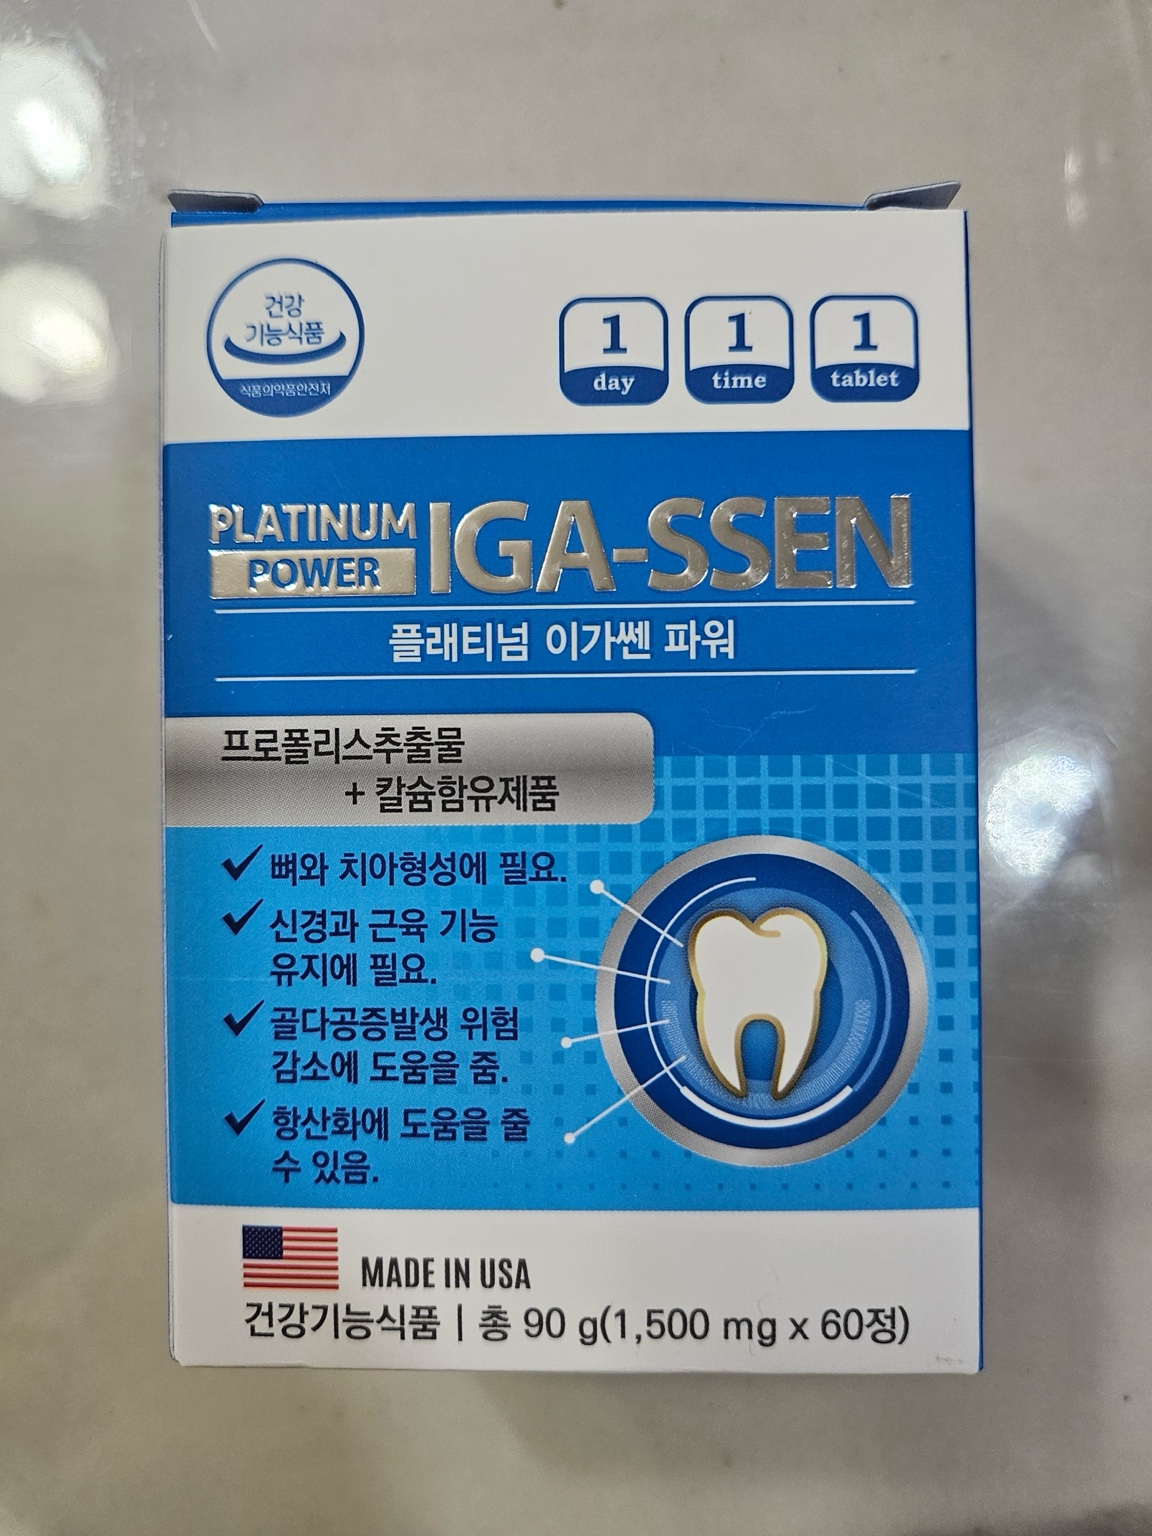 건강
기능식품
식품의약품안전처
1 day
1 time
1 tablet
PLATINUM
POWER
IGA-SSEN
플래티넘 이가쎈 파워
프로폴리스추출물
+ 칼슘함유제품
뼈와 치아형성에 필요.
신경과 근육 기능
유지에 필요.
골다공증발생 위험
감소에 도움을 줌.
항산화에 도움을 줄
수 있음.
MADE IN USA
건강기능식품 | 총 90 g(1,500 mg x 60정)